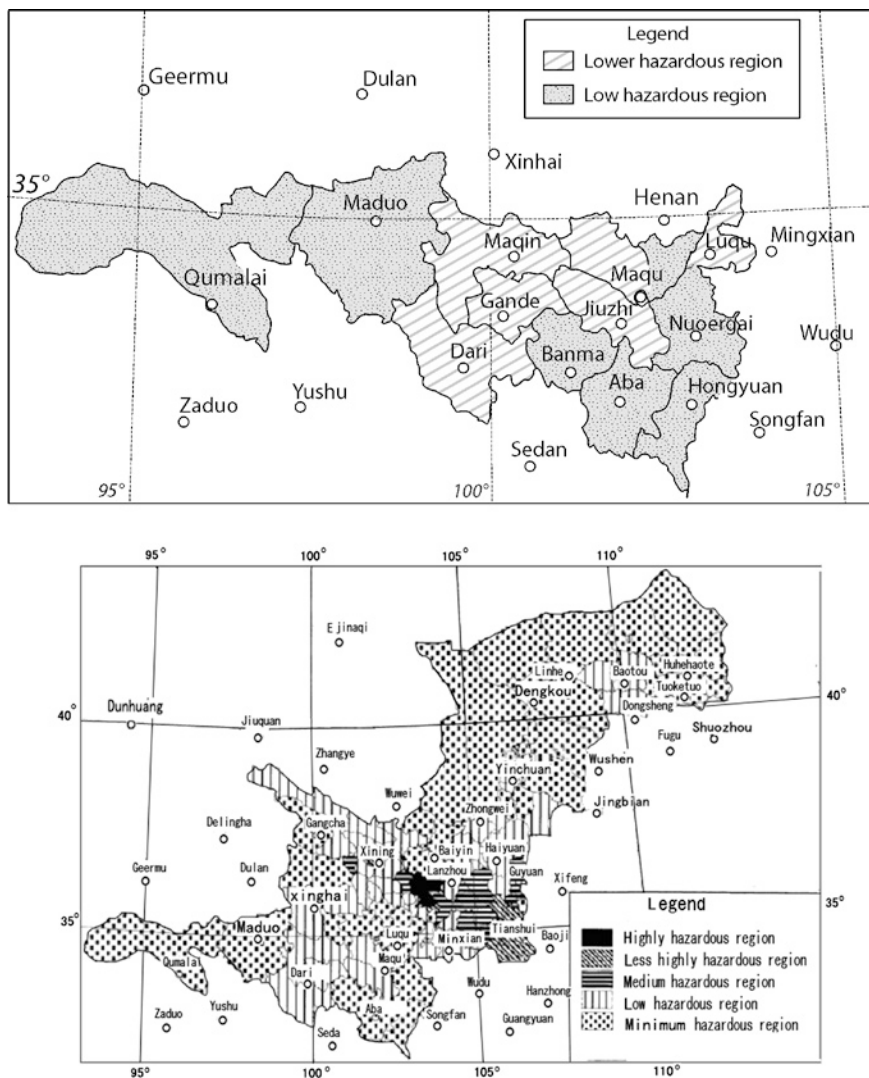 Legend
Lower hazardous region
Low hazardous region
Geermu
Dulan
Xinhai
35°
Maduo
Henan
Maqin
Luqu
Mingxian
Qumalai
Maqu
Gande
Jiuzhi
Nuoergai
Wudu
Dari
Banma
Aba
Hongyuan
Zaduo
Yushu
Songfan
Sedan
95°
100°
105°
95°
100°
105°
110°
Ejinaqi
Linhe
Baotou
Huhehaote
Dengkou
Tuoketuo
40°
Dunhuang
Jiuquan
Dongsheng
40°
Fugu
Shuozhou
Zhangye
Yinchuan
Wushen
Wuwei
Zhongwei
Jingbian
Delingha
Gangcha
Xining
Baiyin
Haiyuan
Geermu
Dulan
Lanzhou
Guyuan
Xifeng
35°
xinghai
Legend
35°
Maduo
Luqu
Minxian
Tianshui
Baoji
Highly hazardous region
Qumalai
Maqu
Less highly hazardous region
Dari
Wudu
Hanzhong
Medium hazardous region
Zaduo
Yushu
Aba
Songfan
Guangyuan
Low hazardous region
Seda
Minimum hazardous region
95°
100°
105°
110°